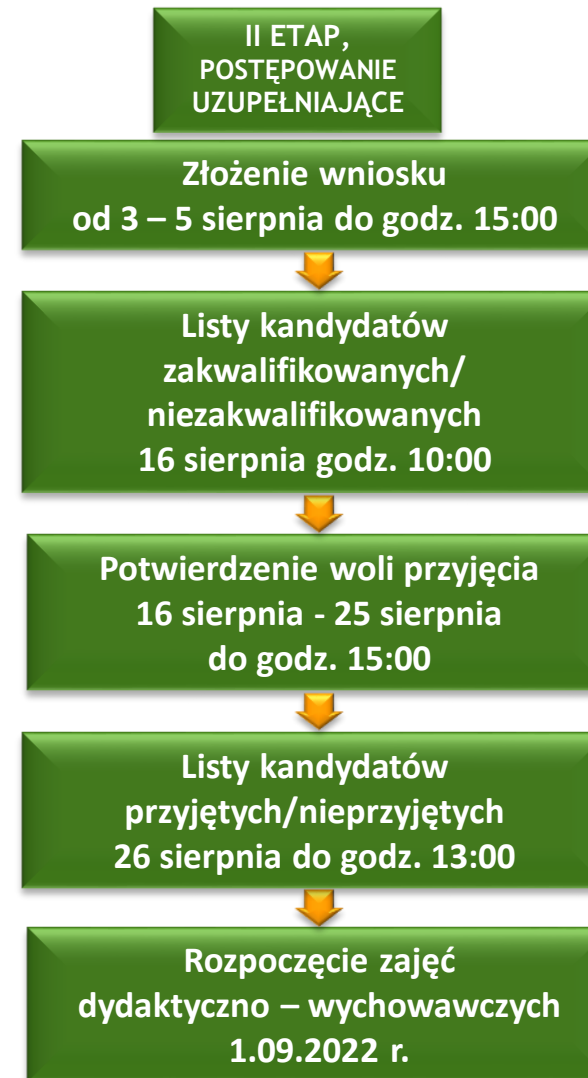 II ETAP,
POSTĘPOWANIE
UZUPEŁNIAJĄCE
Złożenie wniosku
od 3 – 5 sierpnia do godz. 15:00
Listy kandydatów
zakwalifikowanych/
niezakwalifikowanych
16 sierpnia godz. 10:00
Potwierdzenie woli przyjęcia
16 sierpnia - 25 sierpnia
do godz. 15:00
Listy kandydatów
przyjętych/nieprzyjętych
26 sierpnia do godz. 13:00
Rozpoczęcie zajęć
dydaktyczno – wychowawczych
1.09.2022 r.